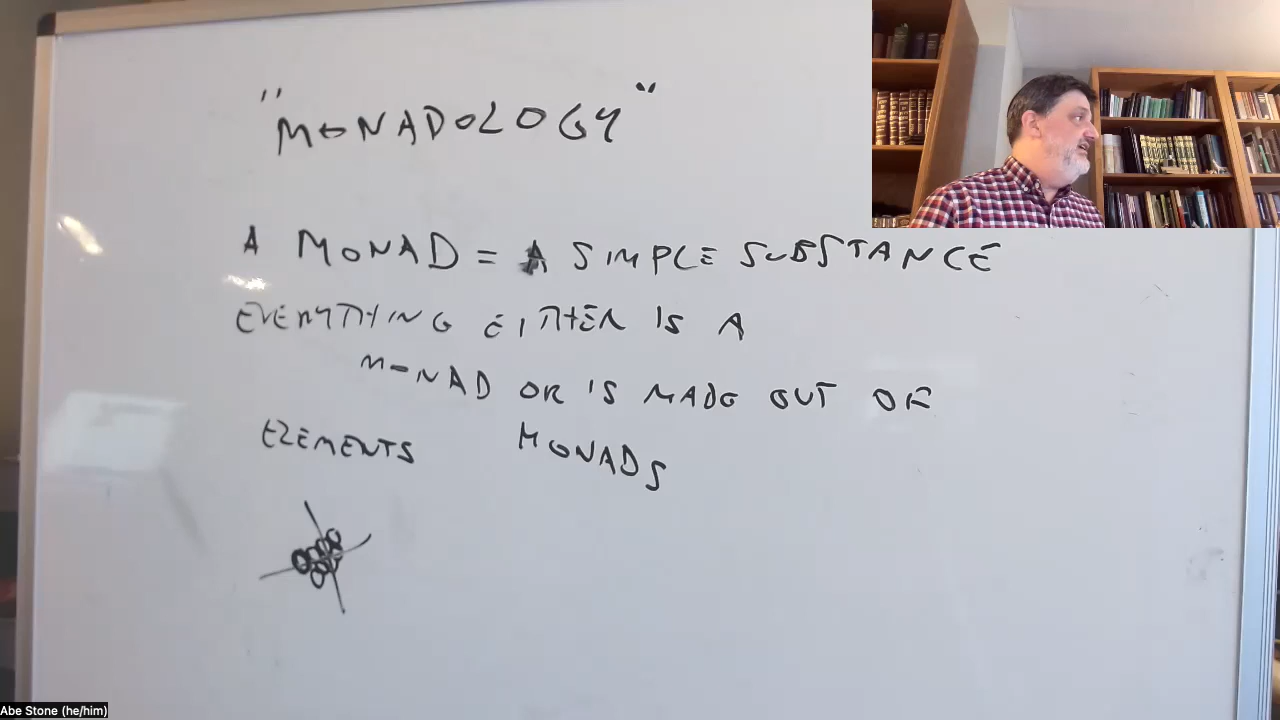 "MONADOLOGY"
A MONAD = A SIMPLE SUBSTANCE
EVERYTHING EITHER IS A
MONAD OR IS MADE OUT OF
MONADS
ELEMENTS
Abe Stone (he/him)